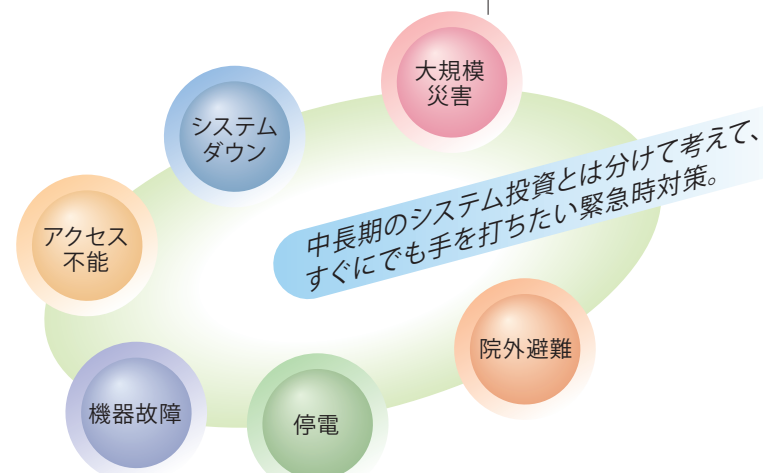 大規模
災害
システム
ダウン
中長期のシステム投資とは分けて考えて、
すぐにでも手を打ちたい緊急時対策。
アクセス
不能
院外避難
機器故障
停電